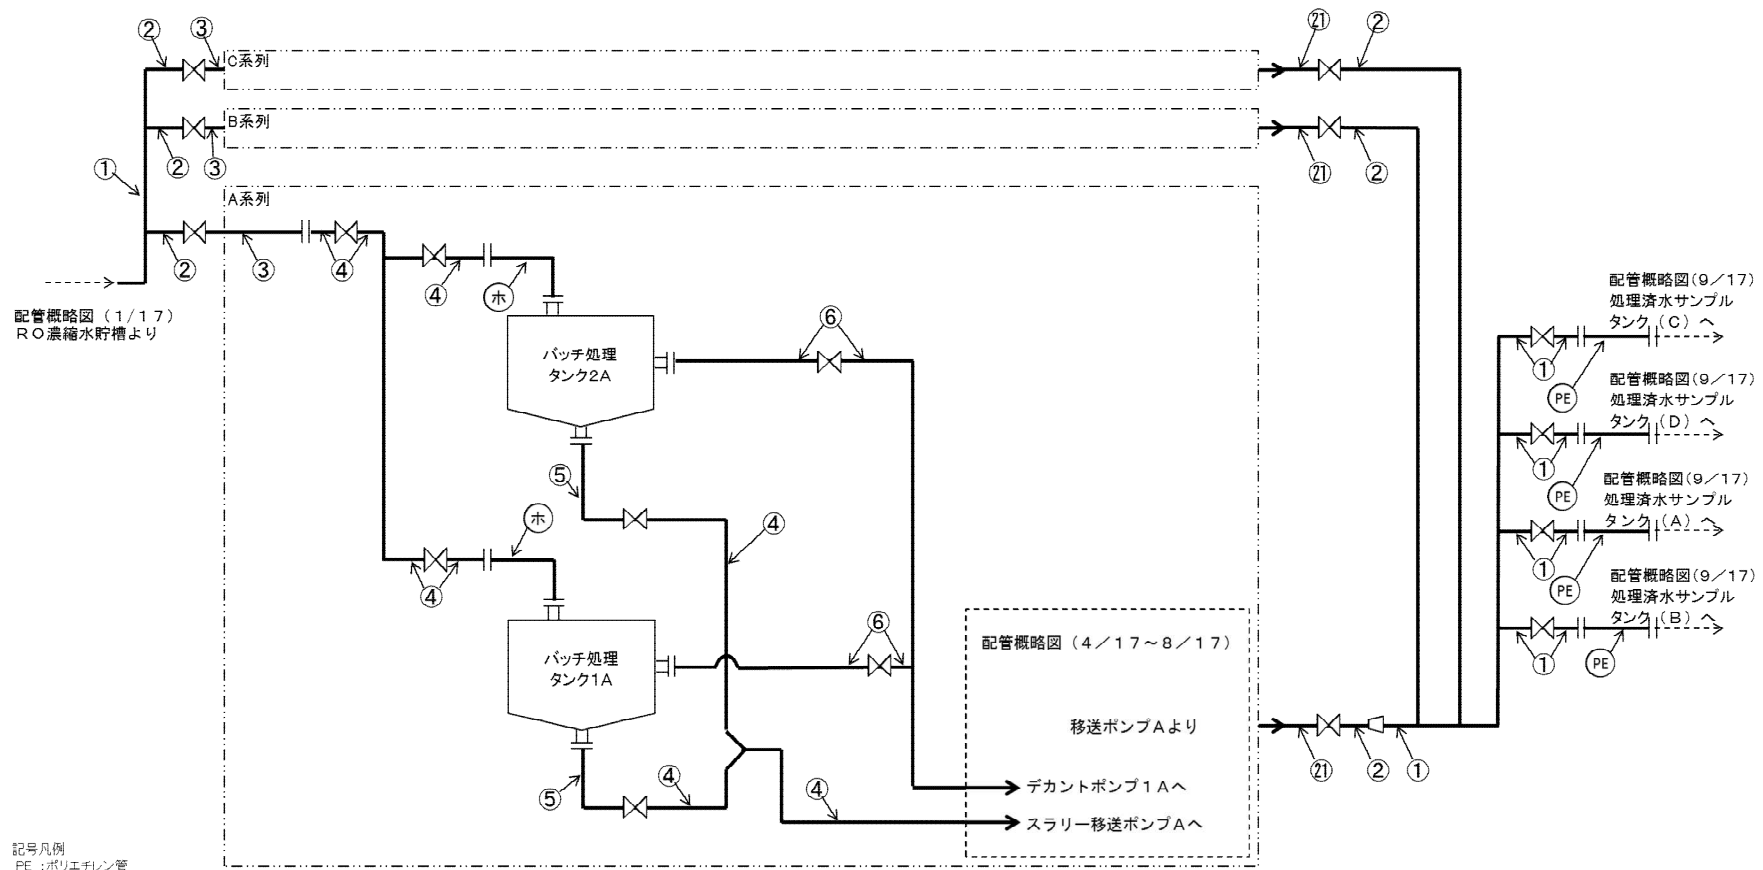 ② ③ ㉑ ②
C系列
B系列
② ③ ㉑ ②
①
A系列
② ③ ④ ④ ホ
配管概略図（1/17）
RO濃縮水貯槽より
バッチ処理
タンク2A
⑥
⑤
④
ホ
④
バッチ処理
タンク1A
⑥
⑤ ④ ④
配管概略図（4/17～8/17）
移送ポンプAより
デカントポンプ1Aへ
スラリー移送ポンプAへ
㉑ ② ①
配管概略図(9/17)
処理済水サンプル
タンク（C）へ
① PE
配管概略図(9/17)
処理済水サンプル
タンク（D）へ
① PE
配管概略図(9/17)
処理済水サンプル
タンク（A）へ
① PE
配管概略図(9/17)
処理済水サンプル
タンク（B）へ
① PE
記号凡例
PE：ポリエチレン管